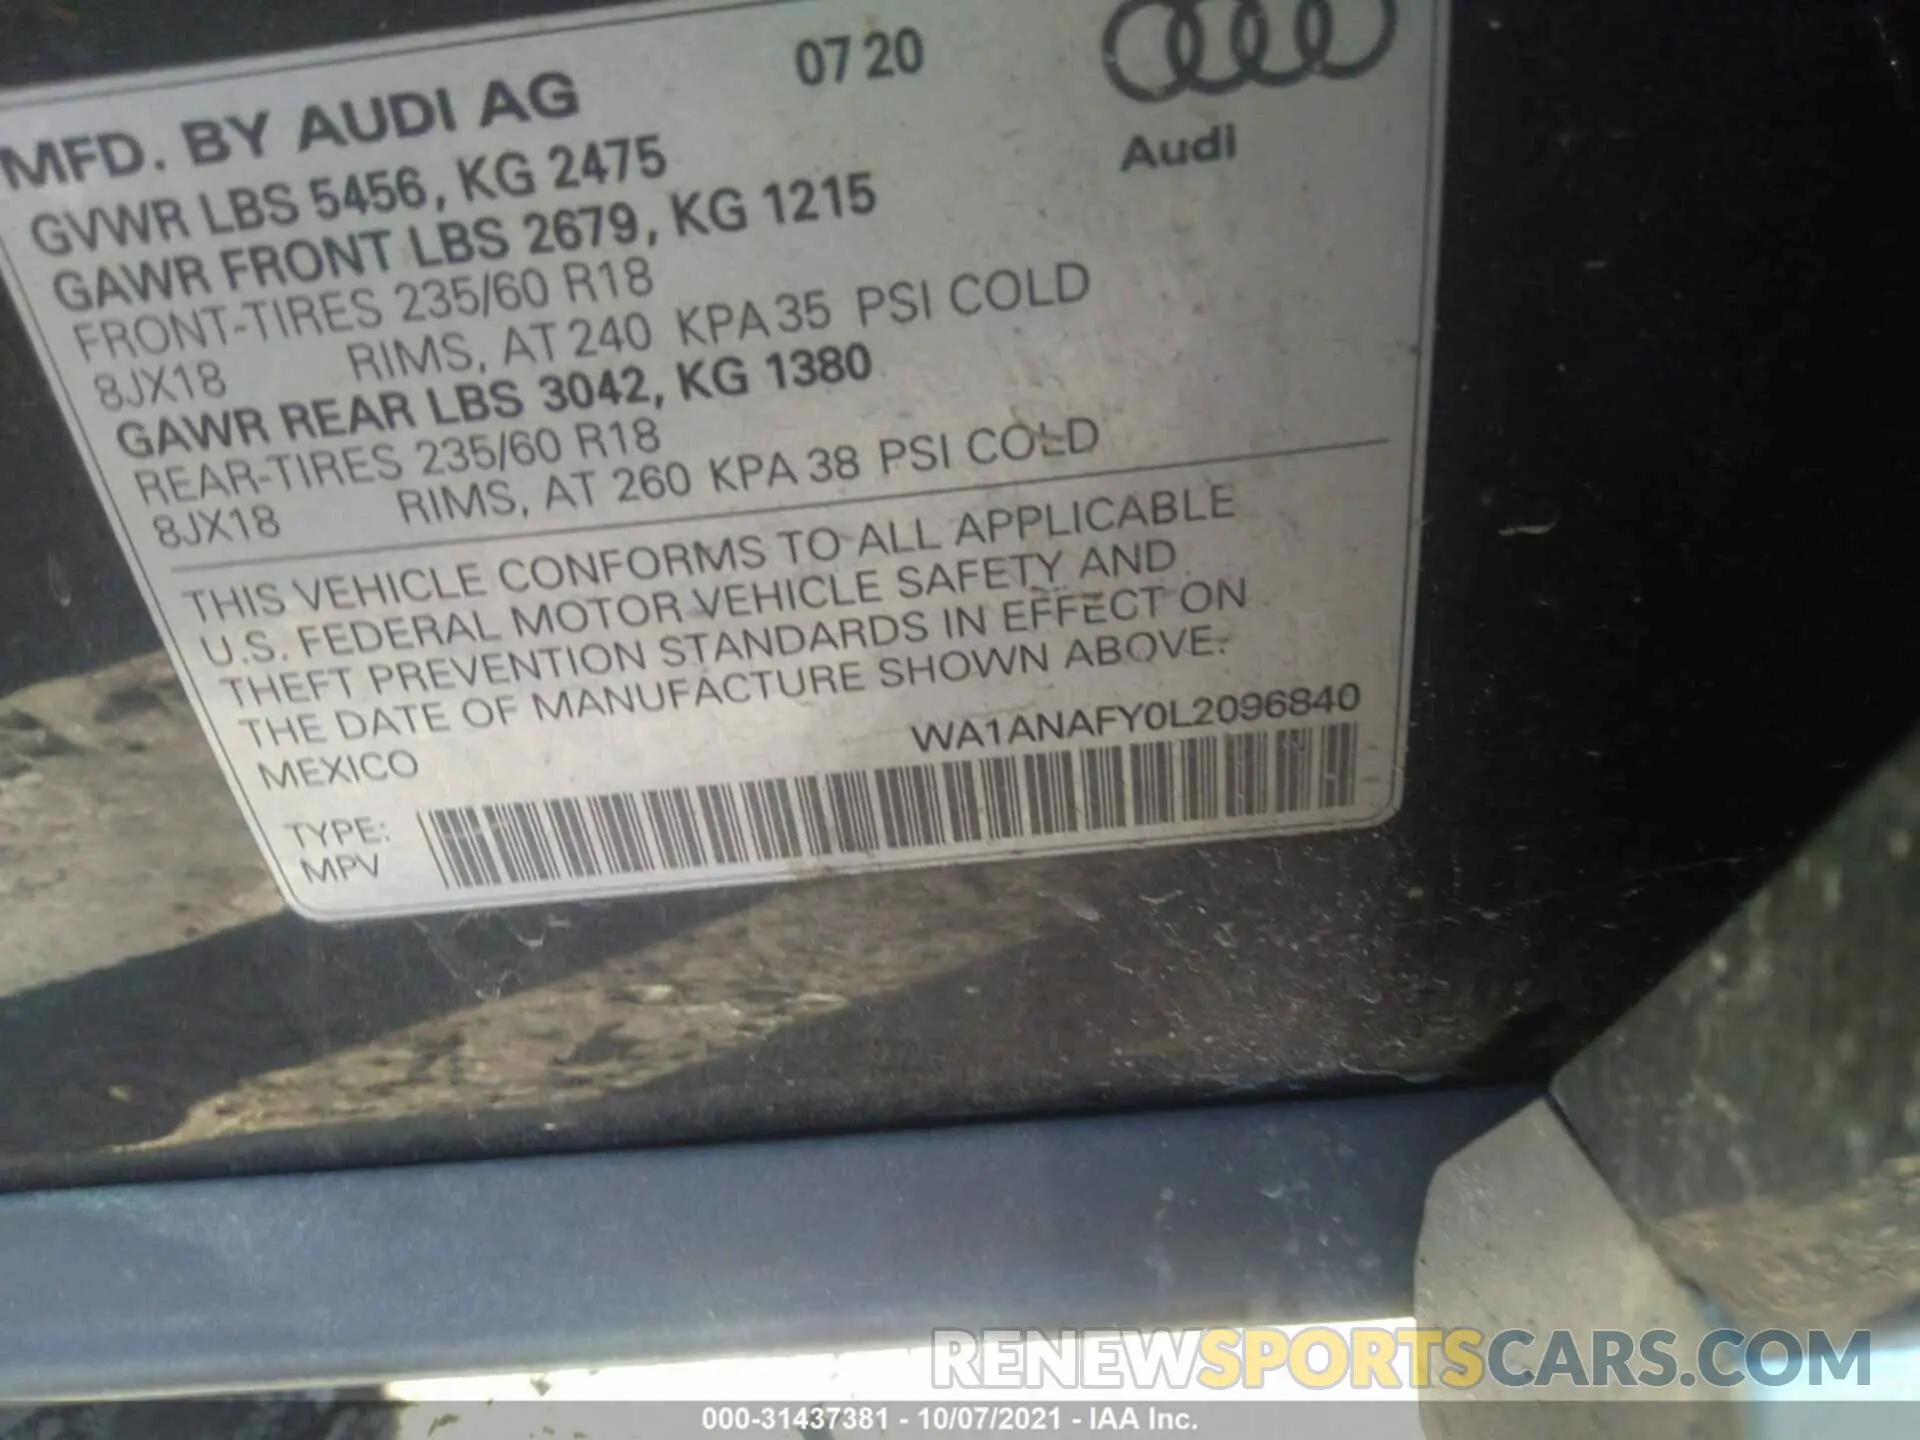 07 20
MFD. BY AUDI AG
Audi
GVWR LBS 5456, KG 2475
GAWR FRONT LBS 2679, KG 1215
FRONT-TIRES 235/60 R18
8JX18 RIMS, AT 240 KPA 35 PSI COLD
GAWR REAR LBS 3042, KG 1380
REAR-TIRES 235/60 R18
8JX18 RIMS, AT 260 KPA 38 PSI COLD
THIS VEHICLE CONFORMS TO ALL APPLICABLE
U.S. FEDERAL MOTOR VEHICLE SAFETY AND
THEFT PREVENTION STANDARDS IN EFFECT ON
THE DATE OF MANUFACTURE SHOWN ABOVE.
MEXICO WA1ANAFY0L2096840
TYPE:
MPV
RENEWSPORTSCARS.COM
000-31437381 - 10/07/2021 - IAA Inc.